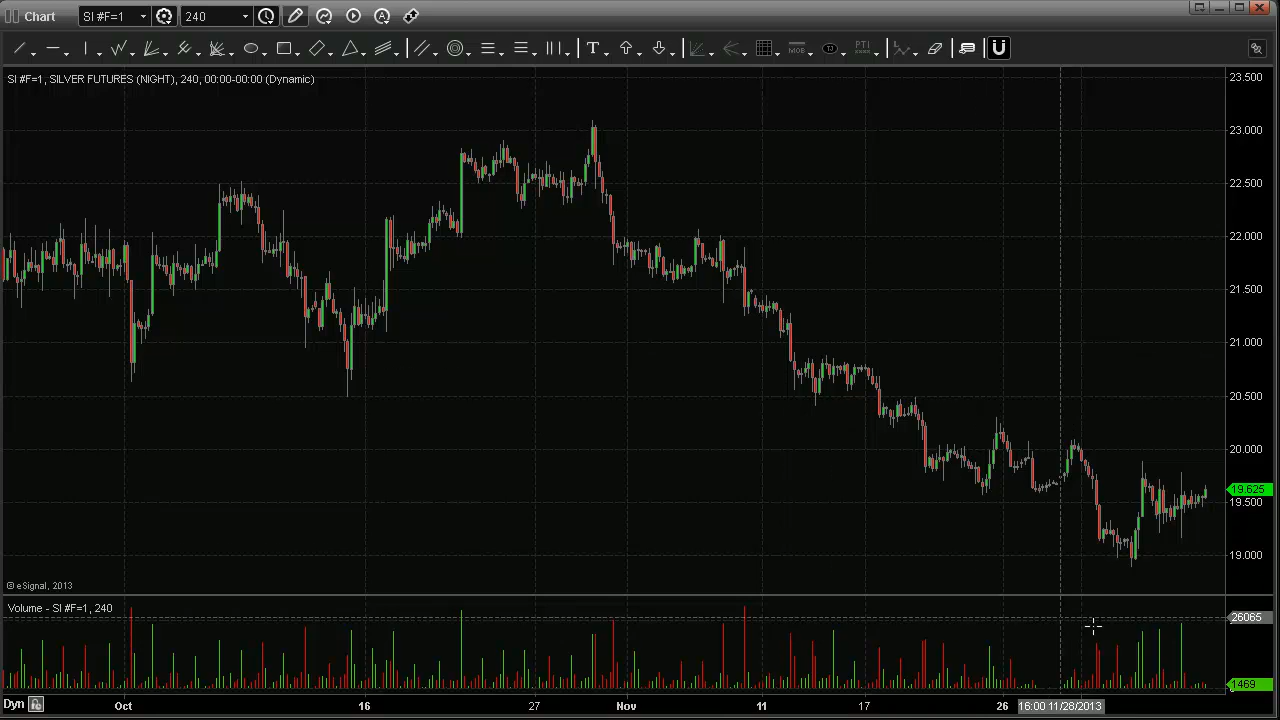 Chart SI #F=1 240
T MOB TJ PTI
SI #F=1, SILVER FUTURES (NIGHT), 240, 00:00-00:00 (Dynamic)
23.500
23.000
22.500
22.000
21.500
21.000
20.500
20.000
19.625
19.500
19.000
© eSignal, 2013
Volume - SI #F=1, 240
26065
1469
Dyn Oct 16 27 Nov 11 17 26 16:00 11/28/2013